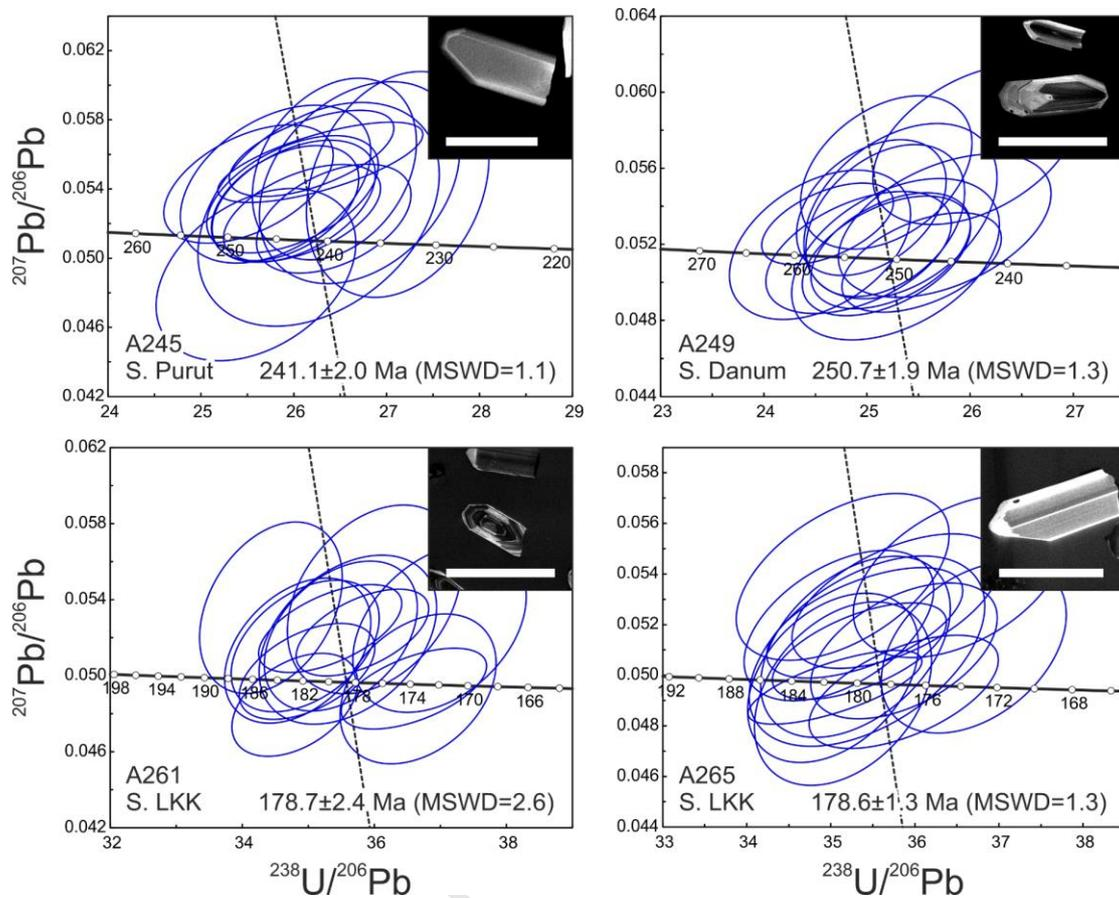 0.062
0.058
0.054
0.050
0.046
0.042
²⁰⁷Pb/²⁰⁶Pb
260
250
240
230
220
A245
S. Purut 241.1±2.0 Ma (MSWD=1.1)
24 25 26 27 28 29
0.064
0.060
0.056
0.052
0.048
0.044
270
260
250
240
A249
S. Danum 250.7±1.9 Ma (MSWD=1.3)
23 24 25 26 27
0.062
0.058
0.054
0.050
0.046
0.042
²⁰⁷Pb/²⁰⁶Pb
198 194 190 186 182 178 174 170 166
A261
S. LKK 178.7±2.4 Ma (MSWD=2.6)
32 34 36 38
²³⁸U/²⁰⁶Pb
0.058
0.056
0.054
0.052
0.050
0.048
0.046
0.044
192 188 184 180 176 172 168
A265
S. LKK 178.6±1.3 Ma (MSWD=1.3)
33 34 35 36 37 38
²³⁸U/²⁰⁶Pb